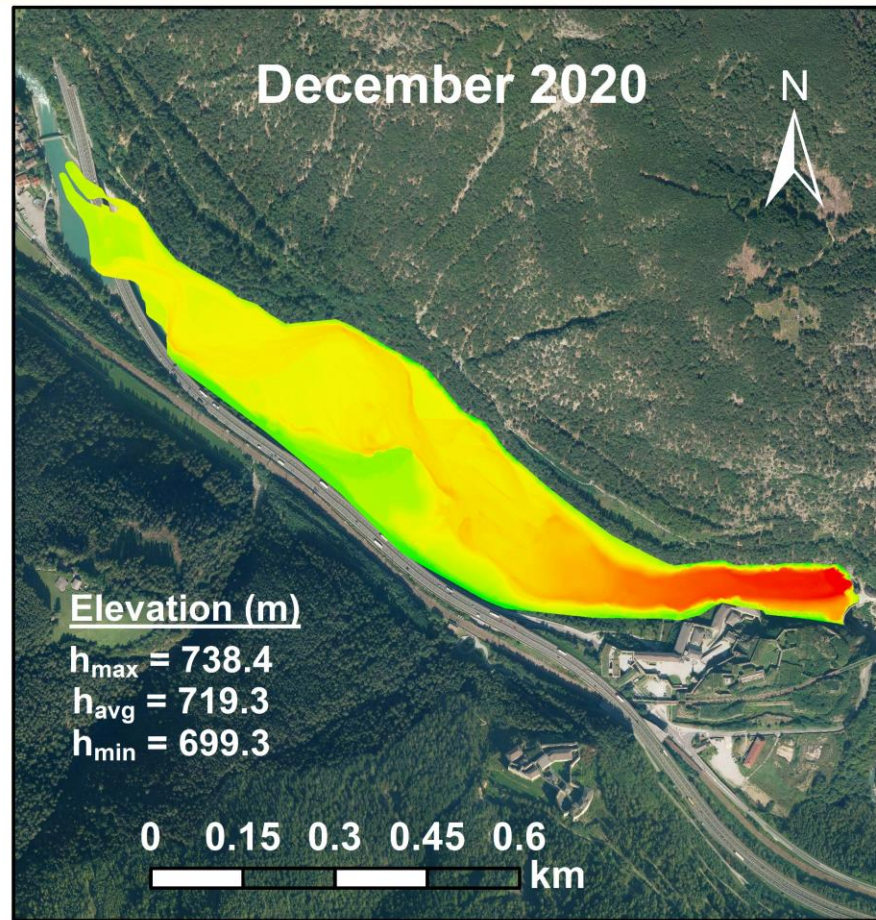 December 2020
N
Elevation (m)
hmax = 738.4
havg = 719.3
hmin = 699.3
0 0.15 0.3 0.45 0.6
km